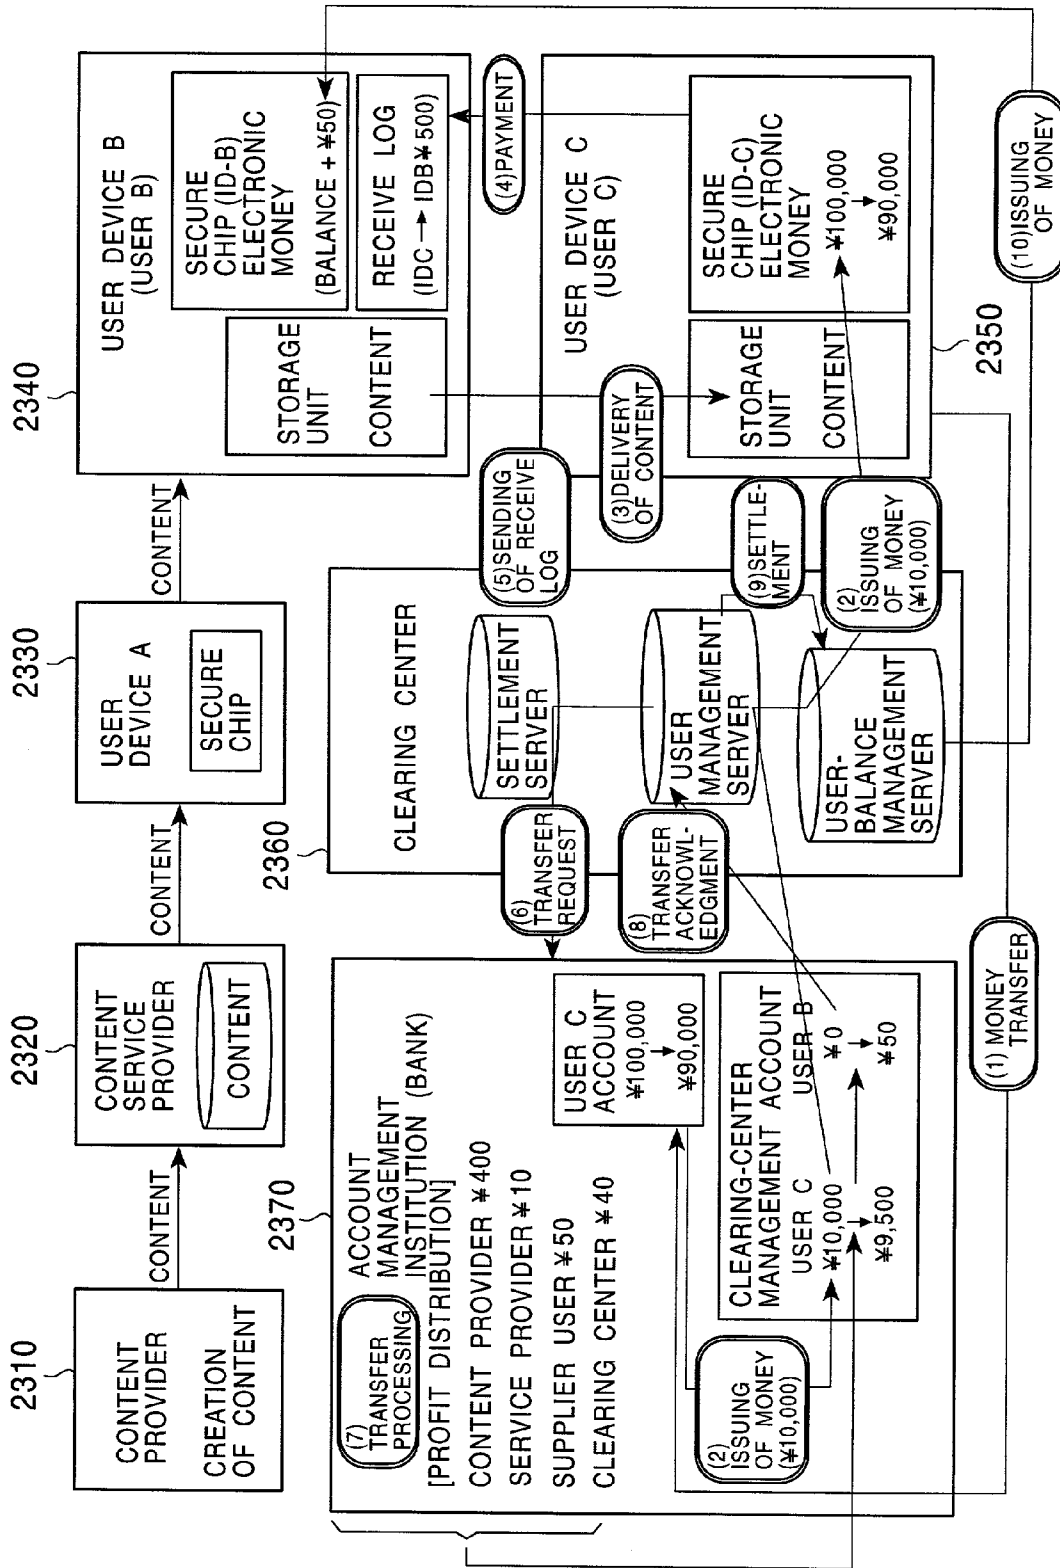 2310
CONTENT
PROVIDER
CREATION
OF CONTENT
CONTENT
2320
CONTENT
SERVICE
PROVIDER
CONTENT
CONTENT
2330
USER
DEVICE A
SECURE
CHIP
CONTENT
2340
USER DEVICE B
(USER B)
STORAGE
UNIT
CONTENT
SECURE
CHIP (ID-B)
ELECTRONIC
MONEY
(BALANCE + ¥50)
RECEIVE LOG
(IDC → IDB¥500)
(4)PAYMENT
2350
USER DEVICE C
(USER C)
STORAGE
UNIT
CONTENT
SECURE
CHIP (ID-C)
ELECTRONIC
MONEY
¥100,000
¥90,000
(3)DELIVERY
OF CONTENT
(5)SENDING
OF RECEIVE
LOG
2360
CLEARING CENTER
SETTLEMENT
SERVER
USER
MANAGEMENT
SERVER
USER-
BALANCE
MANAGEMENT
SERVER
(9)SETTLE-
MENT
(2)
ISSUING
OF MONEY
(¥10,000)
(6)
TRANSFER
REQUEST
(8)
TRANSFER
ACKNOWL-
EDGMENT
2370
(7)
TRANSFER
PROCESSING
ACCOUNT
MANAGEMENT
INSTITUTION (BANK)
[PROFIT DISTRIBUTION]
CONTENT PROVIDER ¥400
SERVICE PROVIDER ¥10
SUPPLIER USER ¥50
CLEARING CENTER ¥40
USER C
ACCOUNT
¥100,000
¥90,000
(2)
ISSUING
OF MONEY
(¥10,000)
CLEARING-CENTER
MANAGEMENT ACCOUNT
USER C USER B
¥10,000 ¥0
¥9,500 ¥50
(1) MONEY
TRANSFER
(10)ISSUING
OF MONEY